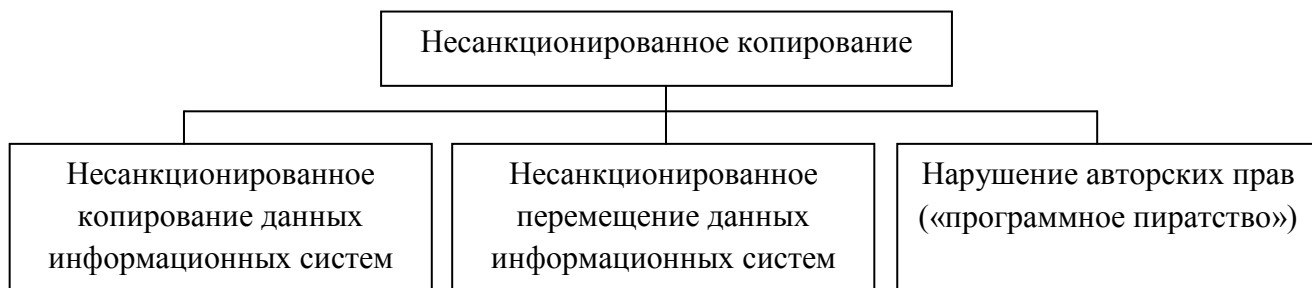 Несанкционированное копирование
Несанкционированное
копирование данных
информационных систем
Несанкционированное
перемещение данных
информационных систем
Нарушение авторских прав
(«программное пиратство»)